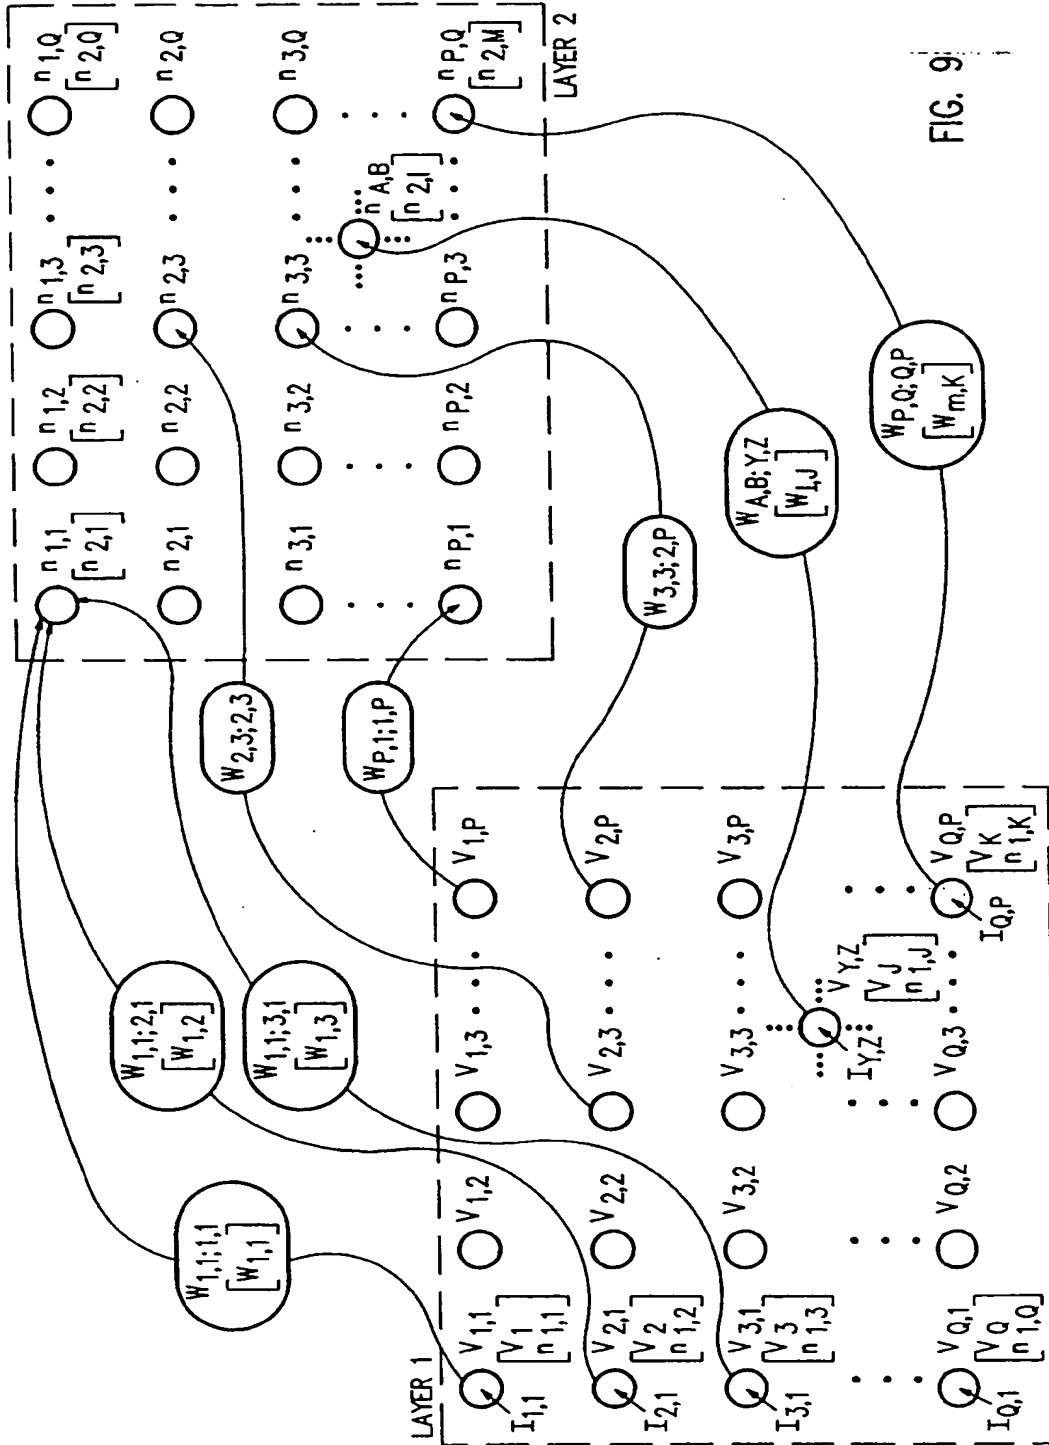 LAYER 1
V1,1 [V1 n1,1] V1,2 V1,3 • • • V1,P
I1,1
V2,1 [V2 n1,2] V2,2 V2,3 • • • V2,P
I2,1
V3,1 [V3 n1,3] V3,2 V3,3 • • • V3,P
I3,1
VY,Z [VJ n1,J]
IY,Z
VQ,1 [VQ n1,Q] VQ,2 VQ,3 • • • VQ,P [VK n1,K]
IQ,1
IQ,P
W1,1;1,1 [W1,1]
W1,1;2,1 [W1,2]
W1,1;3,1 [W1,3]
W2,3;2,3
WP,1;1,P
W3,3;2,P
WA,B;Y,Z [WI,J]
WP,Q;Q,P [Wm,K]
n1,1 [n2,1] n1,2 [n2,2] n1,3 [n2,3] • • • n1,Q [n2,Q]
n2,1 n2,2 n2,3 • • • n2,Q
n3,1 n3,2 n3,3 • • • n3,Q
nA,B [n2,I]
nP,1 nP,2 nP,3 • • • nP,Q [n2,M]
LAYER 2
FIG. 9